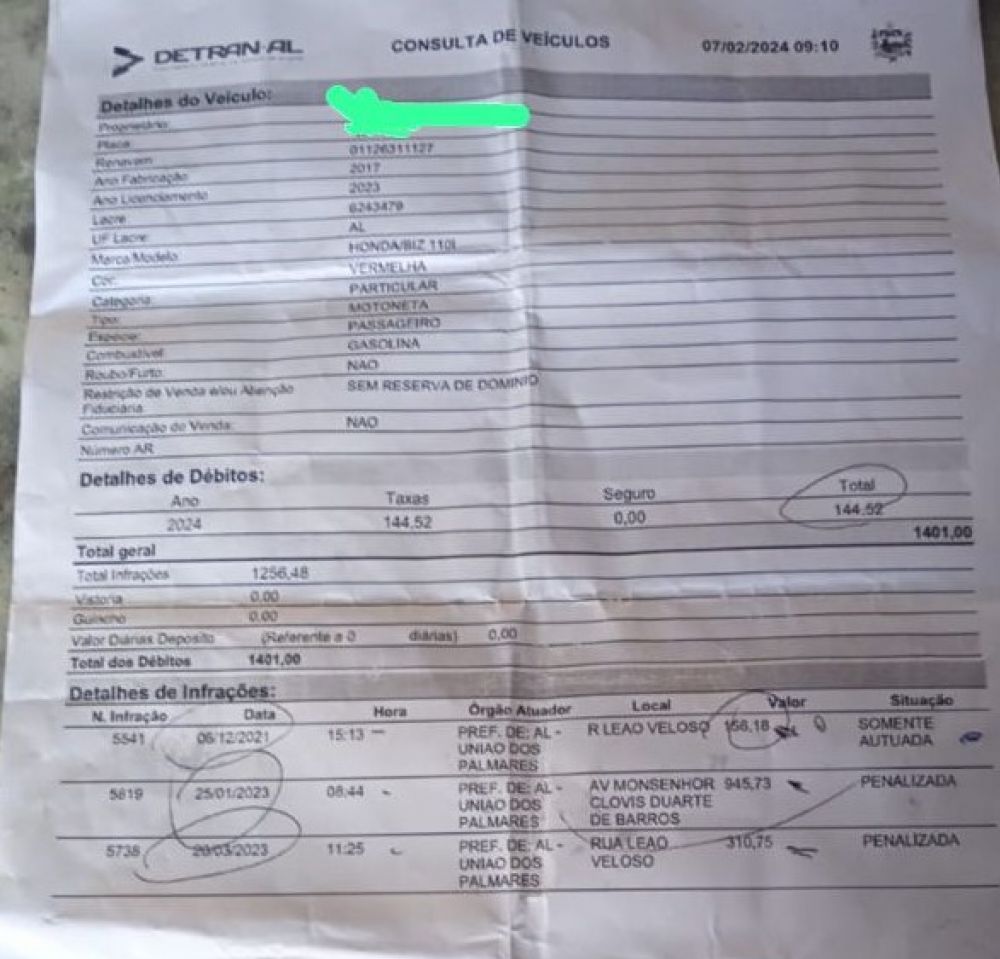 DETRAN-AL CONSULTA DE VEÍCULOS 07/02/2024 09:10
Detalhes do Veículo:
Proprietário:
Placa
Renavam 01126311127
Ano Fabricação 2017
Ano Licenciamento 2023
Lacre 6243479
UF Lacre AL
Marca/Modelo HONDA/BIZ 110I
Cor: VERMELHA
Categoria: PARTICULAR
Tipo: MOTONETA
Espécie: PASSAGEIRO
Combustível GASOLINA
Roubo/Furto: NAO
Restrição de Venda e/ou Alienação SEM RESERVA DE DOMINIO
Fiduciária
Comunicação de Venda: NAO
Número AR
Detalhes de Débitos:
Ano Taxas Seguro Total
2024 144,52 0,00 144,52
1401,00
Total geral
Total Infrações 1256,48
Vistoria 0.00
Guincho 0.00
Valor Diárias Deposito (Referente a 0 diárias) 0,00
Total dos Débitos 1401,00
Detalhes de Infrações:
N. Infração Data Hora Órgão Atuador Local Valor Situação
5541 06/12/2021 15:13 PREF. DE: AL - R LEAO VELOSO 156,18 SOMENTE
UNIAO DOS AUTUADA
PALMARES
5819 25/01/2023 08:44 PREF. DE: AL - AV MONSENHOR 945,73 PENALIZADA
UNIAO DOS CLOVIS DUARTE
PALMARES DE BARROS
5738 20/03/2023 11:25 PREF. DE: AL - RUA LEAO 310,75 PENALIZADA
UNIAO DOS VELOSO
PALMARES